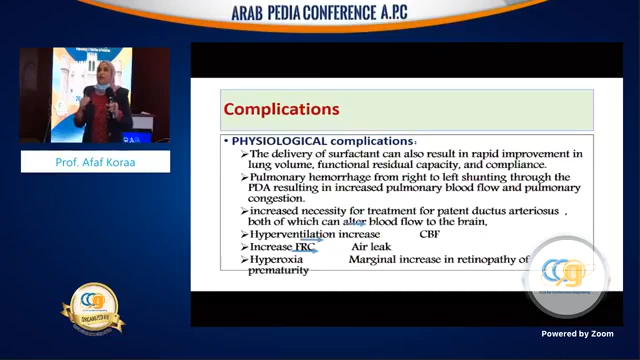 ARAB PEDIA CONFERENCE A.P.C
Prof. Afaf Koraa
Complications
• PHYSIOLOGICAL complications:
➢The delivery of surfactant can also result in rapid improvement in
lung volume, functional residual capacity, and compliance.
➢Pulmonary hemorrhage from right to left shunting through the
PDA resulting in increased pulmonary blood flow and pulmonary
congestion.
➢increased necessity for treatment for patent ductus arteriosus ,
both of which can alter blood flow to the brain,
➢Hyperventilation increase CBF
➢Increase FRC Air leak
➢Hyperoxia Marginal increase in retinopathy of
prematurity
ORGANIZED BY
Powered by Zoom